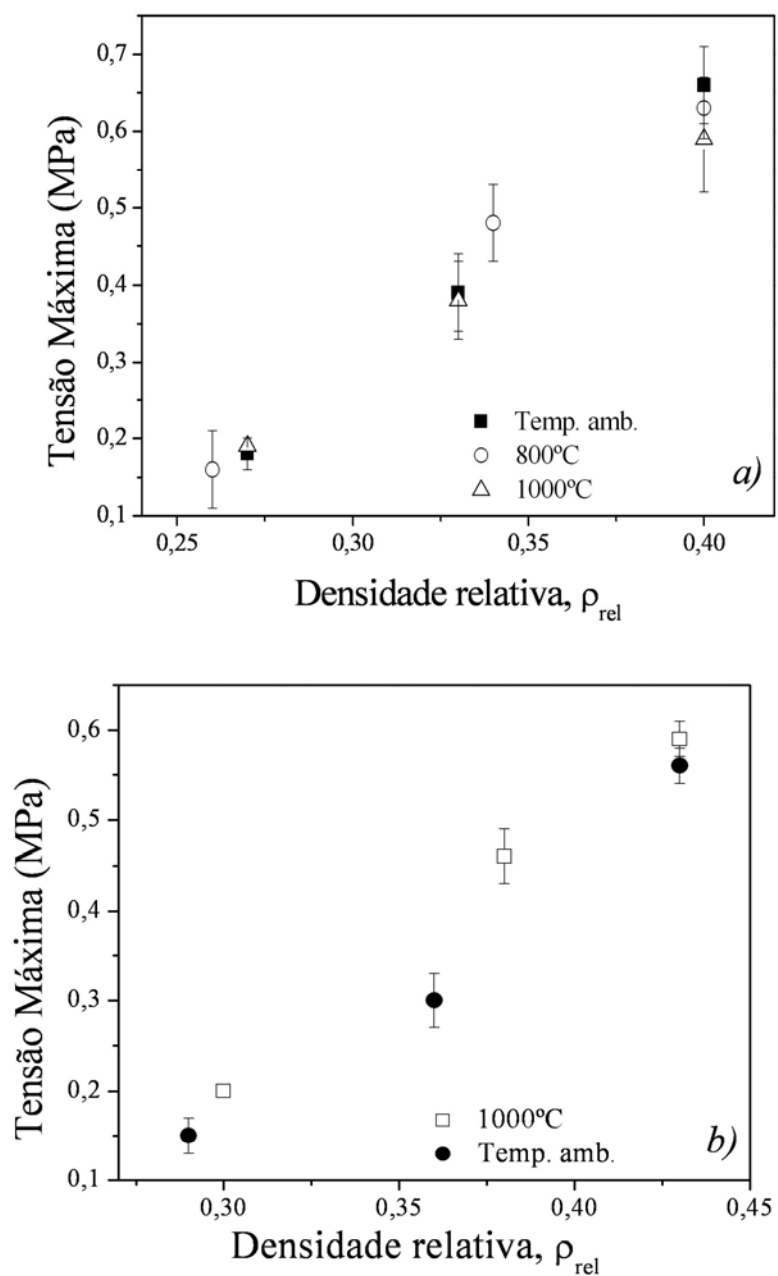 0,7
0,6
0,5
0,4
0,3
0,2
0,1
Tensão Máxima (MPa)
Temp. amb.
800ºC
1000ºC
a)
0,25
0,30
0,35
0,40
Densidade relativa, ρrel
0,6
0,5
0,4
0,3
0,2
0,1
Tensão Máxima (MPa)
1000ºC
Temp. amb.
b)
0,30
0,35
0,40
0,45
Densidade relativa, ρrel